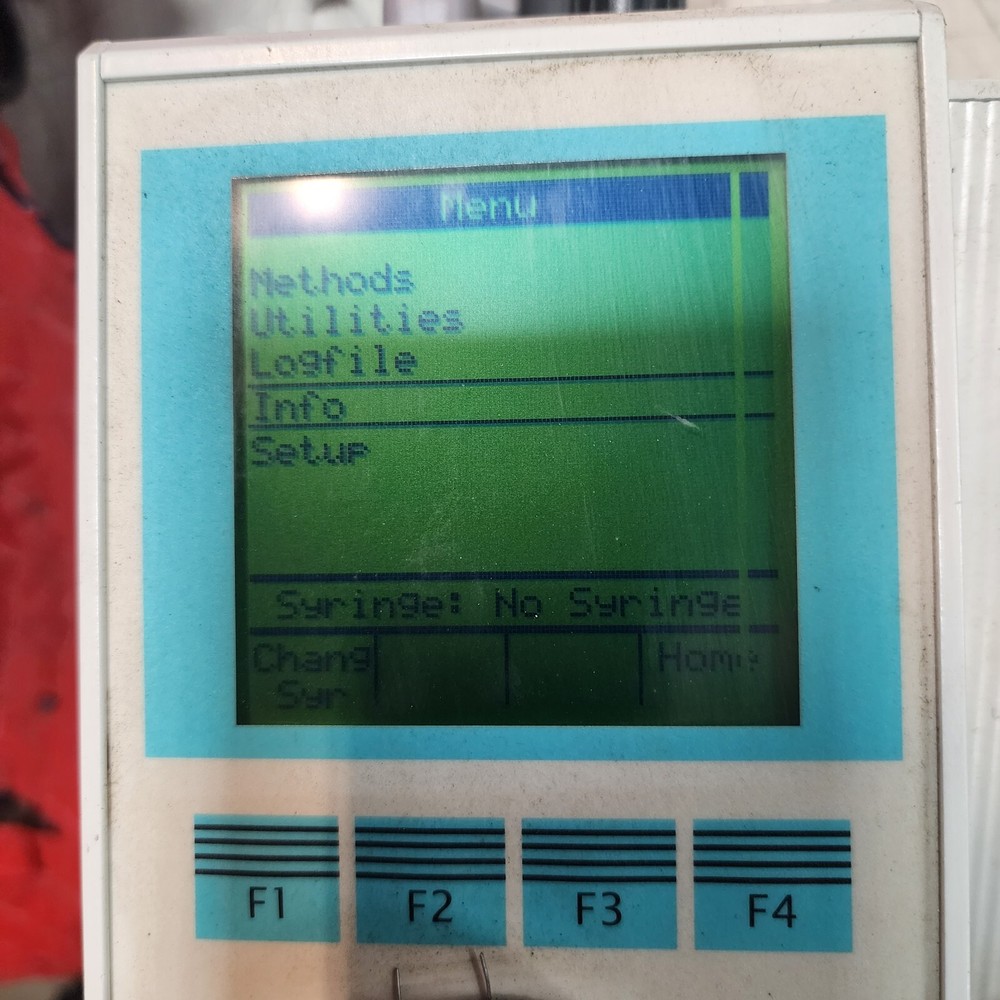 Menu
Methods
Utilities
Logfile
Info
Setup
Syringe: No Syringe
Chang Home
Syr
F1 F2 F3 F4